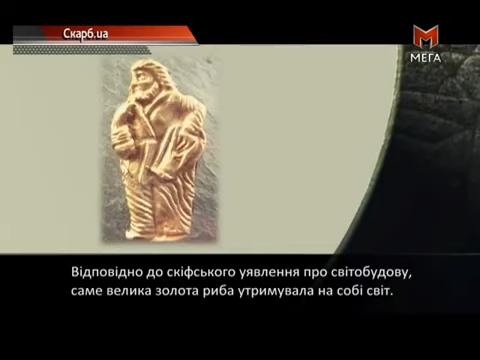 Скарб.ua
МЕГА
Відповідно до скіфського уявлення про світобудову,
саме велика золота риба утримувала на собі світ.